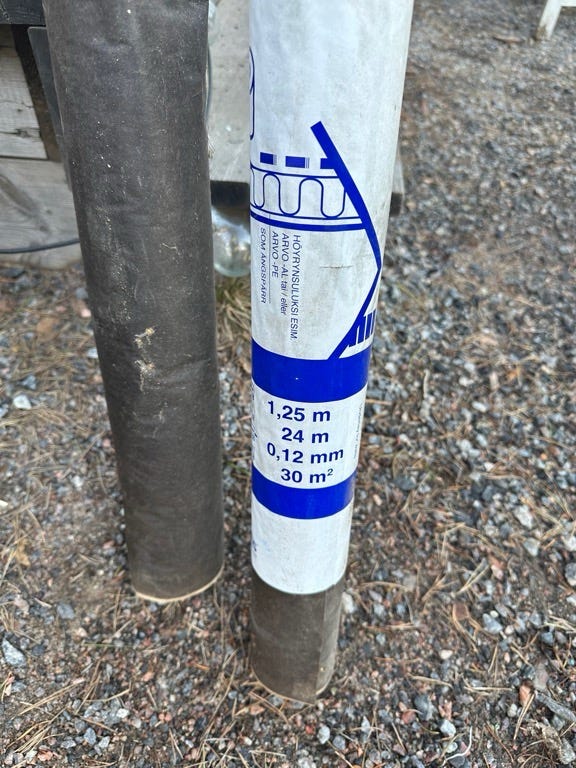 HÖYRYNSULUKSI ESIM.
ARVO -AL tai / eller
ARVO -PE
SOM ÅNGSPÄRR
1,25 m
24 m
0,12 mm
30 m²